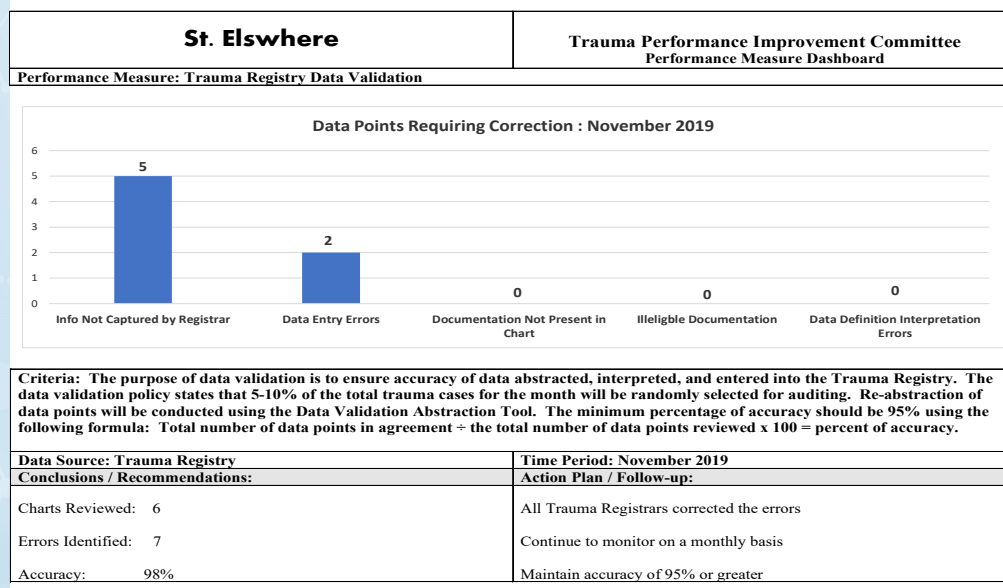 St. Elswhere
Trauma Performance Improvement Committee
Performance Measure Dashboard
Performance Measure: Trauma Registry Data Validation
Data Points Requiring Correction : November 2019
6
5
4
3
2
1
0
5
2
0
0
0
Info Not Captured by Registrar
Data Entry Errors
Documentation Not Present in
Chart
Illeligble Documentation
Data Definition Interpretation
Errors
Criteria: The purpose of data validation is to ensure accuracy of data abstracted, interpreted, and entered into the Trauma Registry. The
data validation policy states that 5-10% of the total trauma cases for the month will be randomly selected for auditing. Re-abstraction of
data points will be conducted using the Data Validation Abstraction Tool. The minimum percentage of accuracy should be 95% using the
following formula: Total number of data points in agreement ÷ the total number of data points reviewed x 100 = percent of accuracy.
Data Source: Trauma Registry
Time Period: November 2019
Conclusions / Recommendations:
Action Plan / Follow-up:
Charts Reviewed: 6
All Trauma Registrars corrected the errors
Errors Identified: 7
Continue to monitor on a monthly basis
Accuracy: 98%
Maintain accuracy of 95% or greater